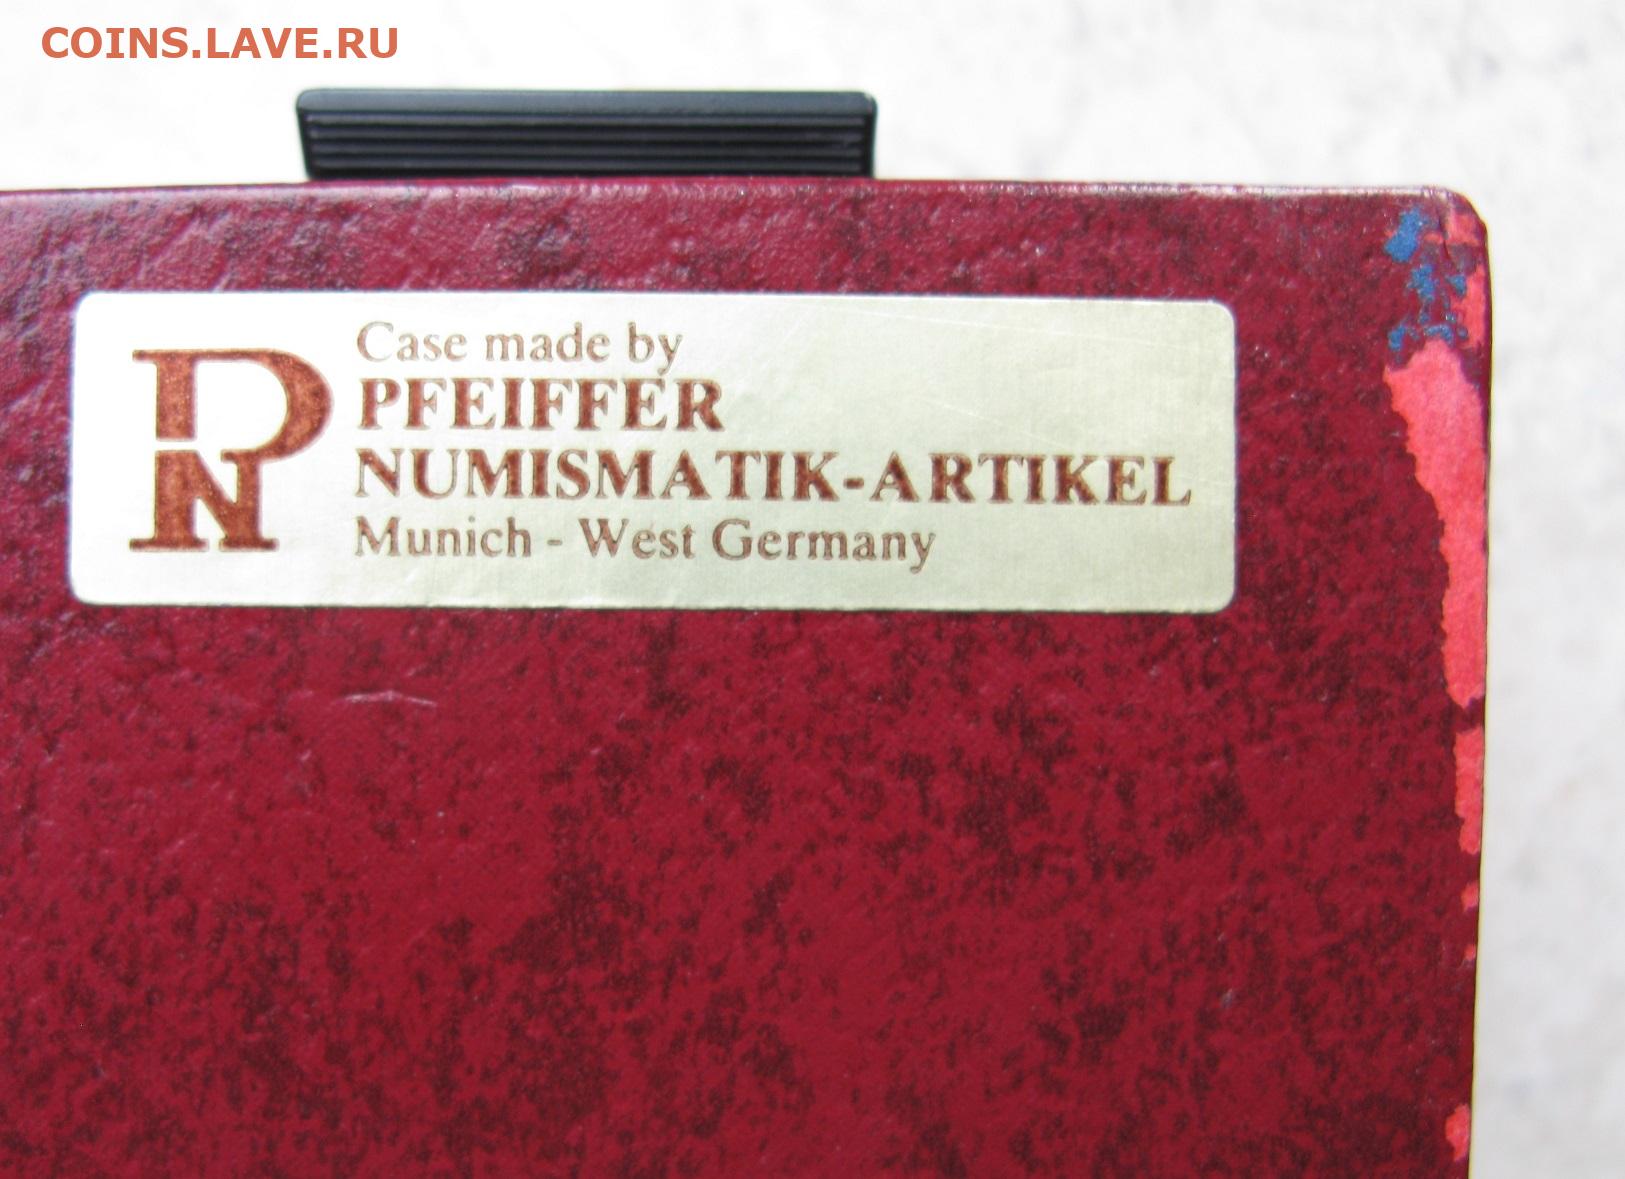 COINS.LAVE.RU
PN
Case made by
PFEIFFER
NUMISMATIK-ARTIKEL
Munich - West Germany